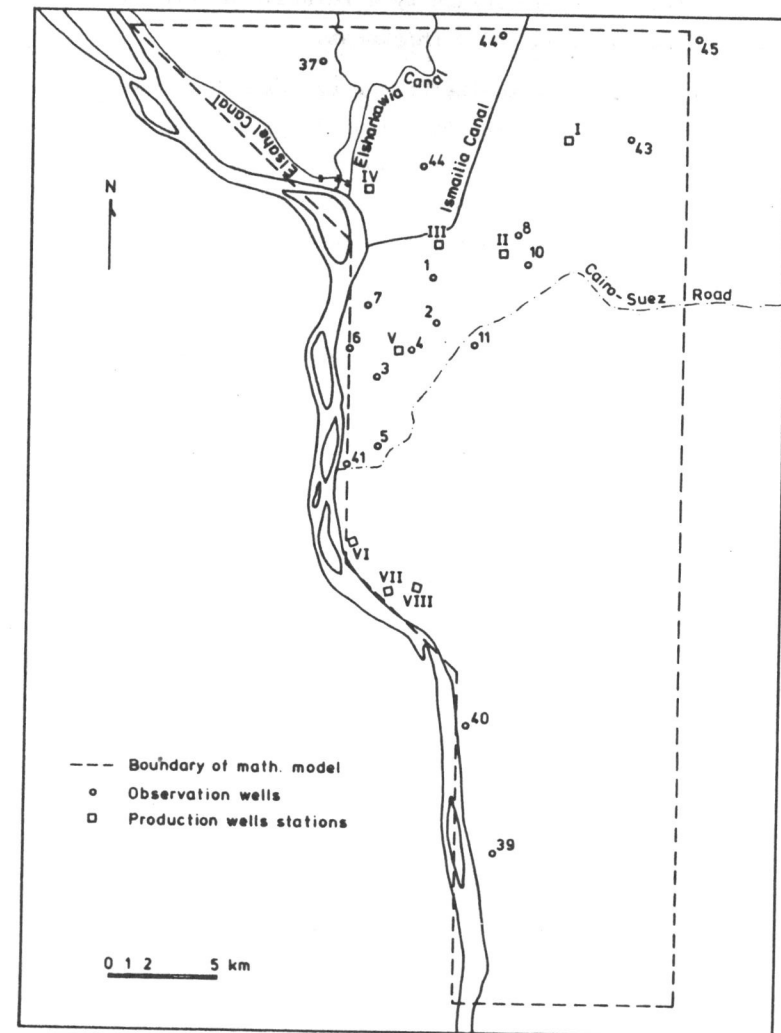 44
45
37
Elsahel Canal
Elsharkawia Canal
Ismailia Canal
I
43
44
IV
N
III
II
8
10
1
Cairo-Suez Road
7
2
6
V
4
11
3
5
41
VI
VII
VIII
40
Boundary of math. model
Observation wells
Production wells stations
39
0 1 2 5 km